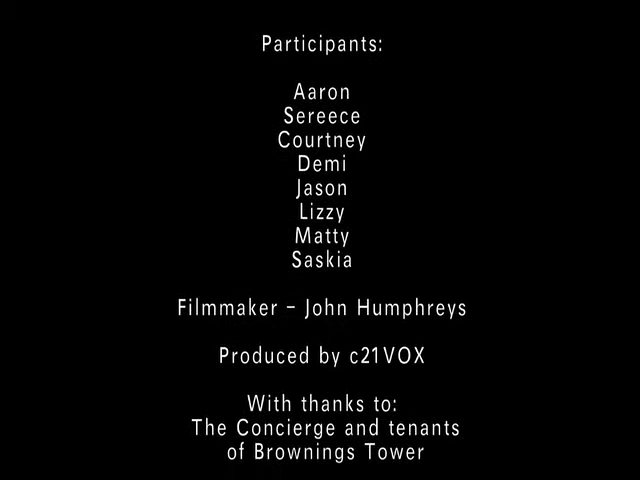 Participants:
Aaron
Sereece
Courtney
Demi
Jason
Lizzy
Matty
Saskia
Filmmaker – John Humphreys
Produced by c21VOX
With thanks to:
The Concierge and tenants
of Brownings Tower